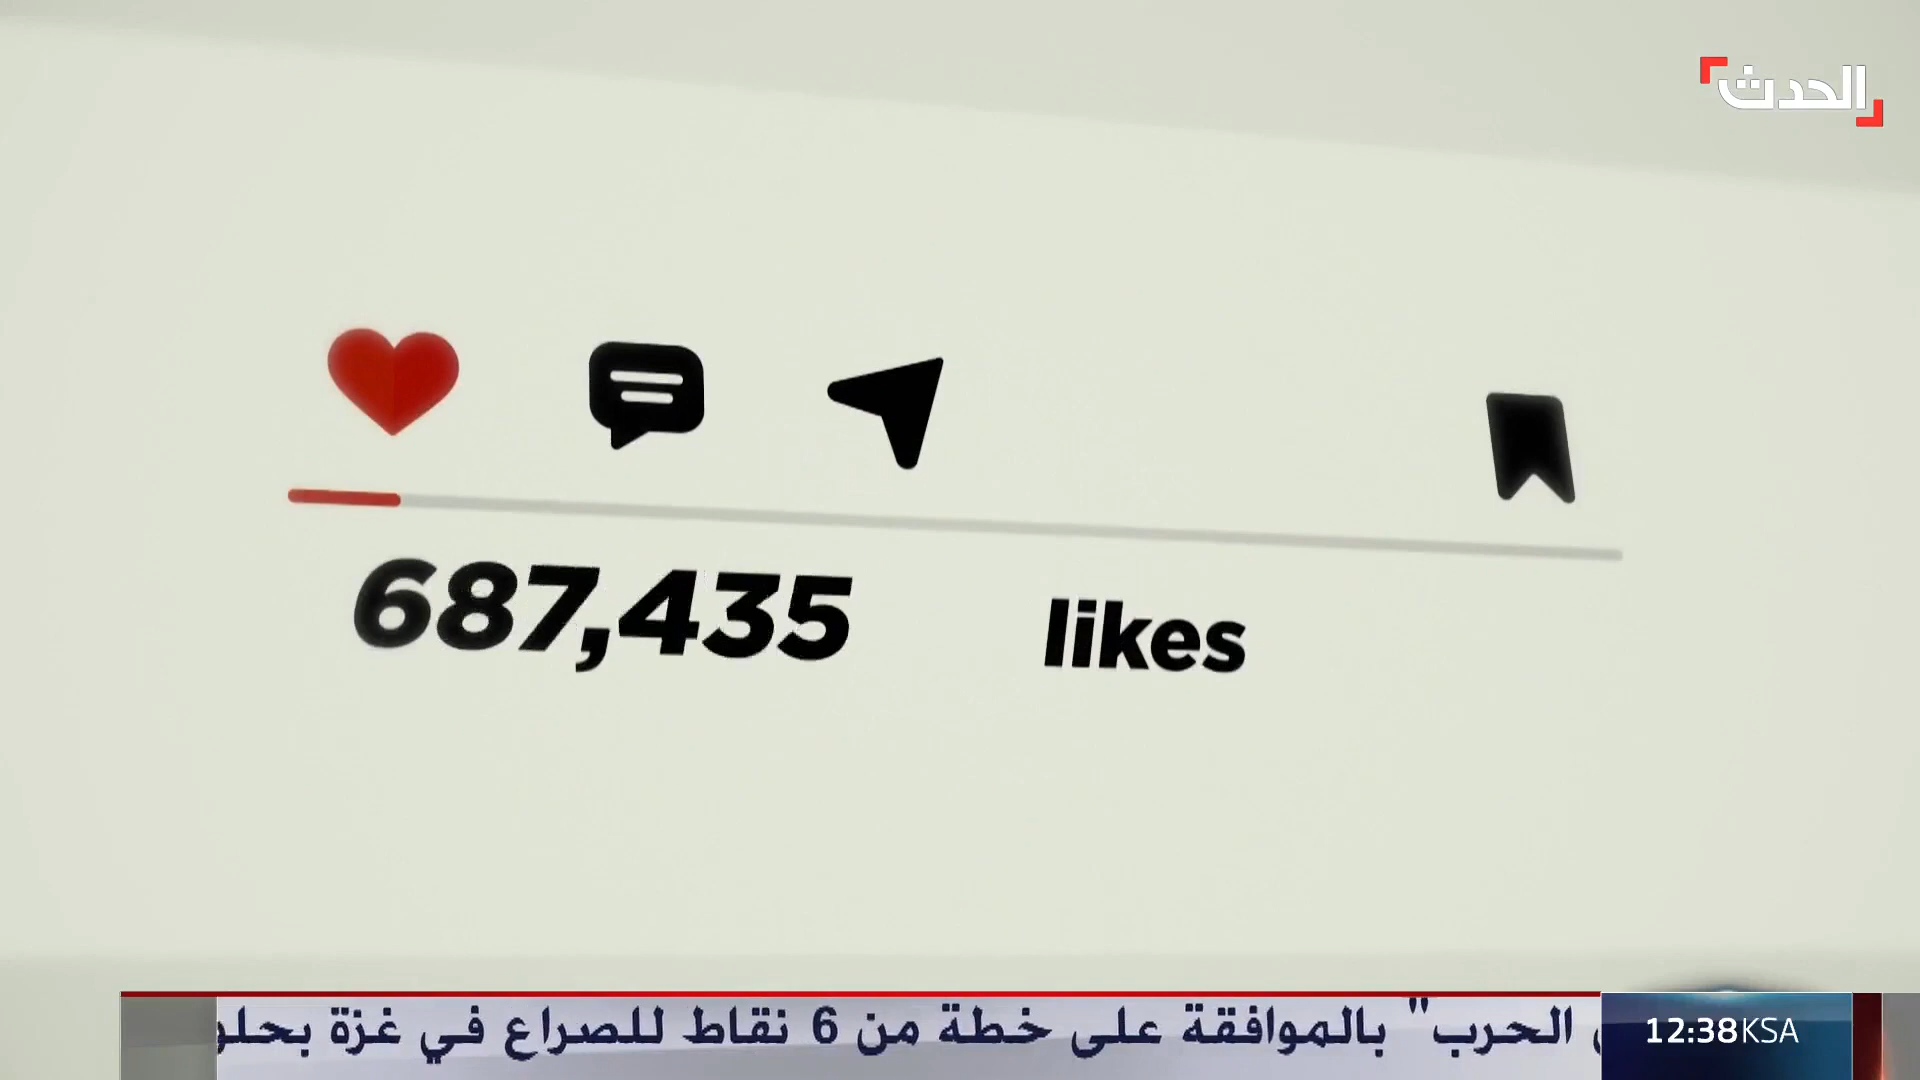 الحدث
687,435 likes
الحرب" بالموافقة على خطة من 6 نقاط للصراع في غزة
12:38KSA